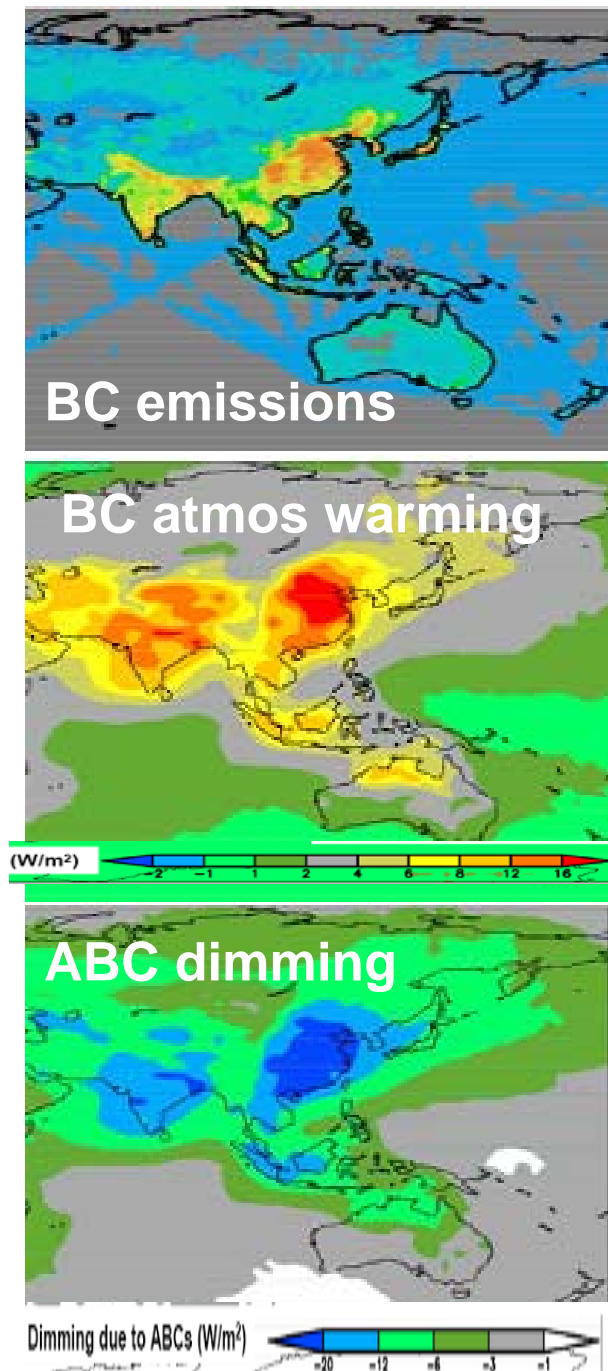 BC emissions
BC atmos warming
(W/m²) -2 -1 1 2 4 6 8 12 16
ABC dimming
Dimming due to ABCs (W/m²) -20 -12 -6 -3